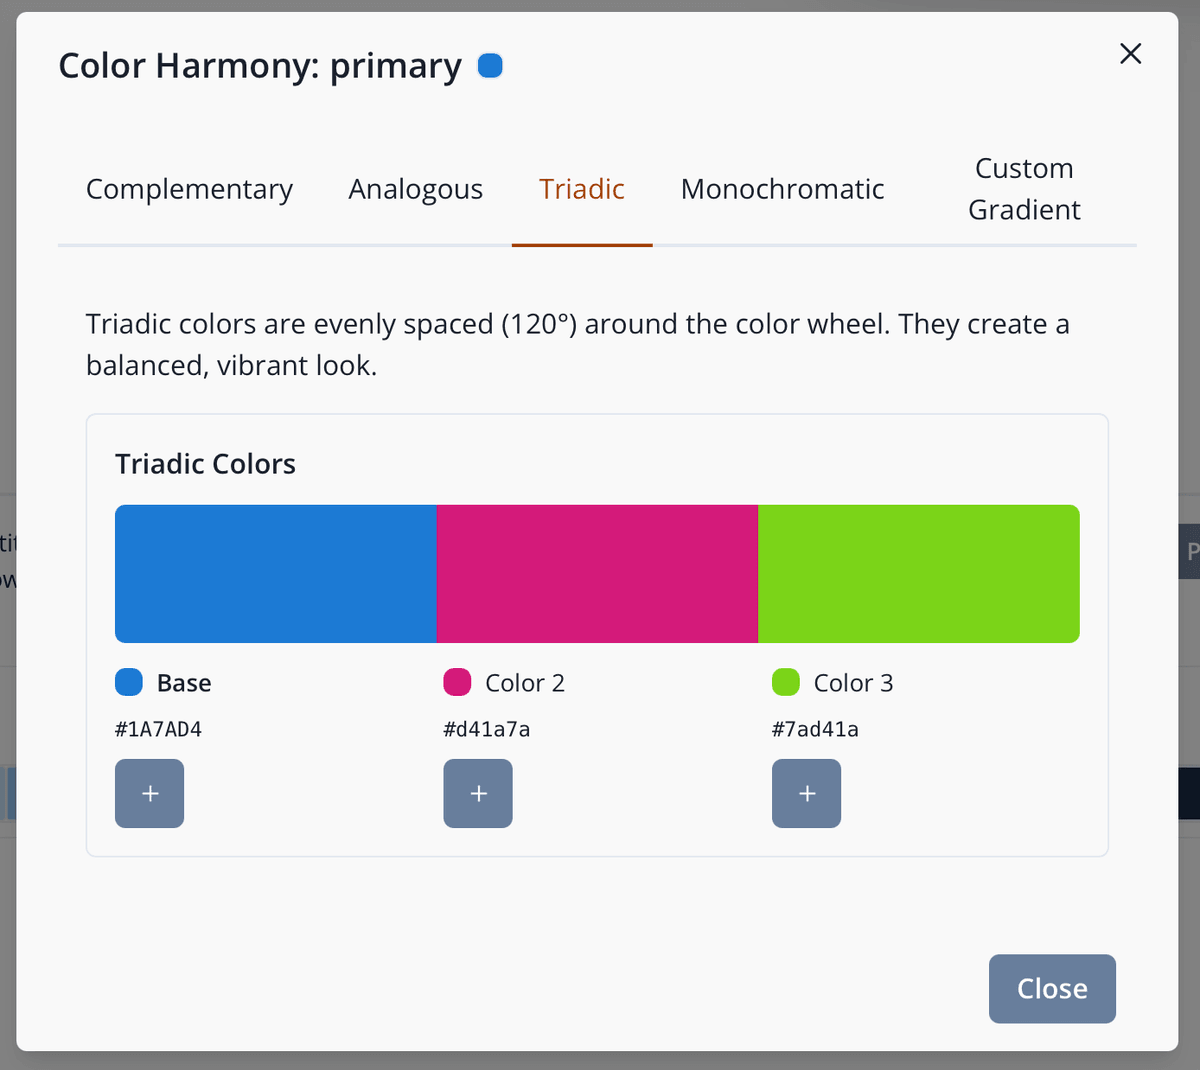 Color Harmony: primary
Complementary
Analogous
Triadic
Monochromatic
Custom
Gradient
Triadic colors are evenly spaced (120°) around the color wheel. They create a
balanced, vibrant look.
Triadic Colors
Base
Color 2
Color 3
#1A7AD4
#d41a7a
#7ad41a
+
+
+
Close